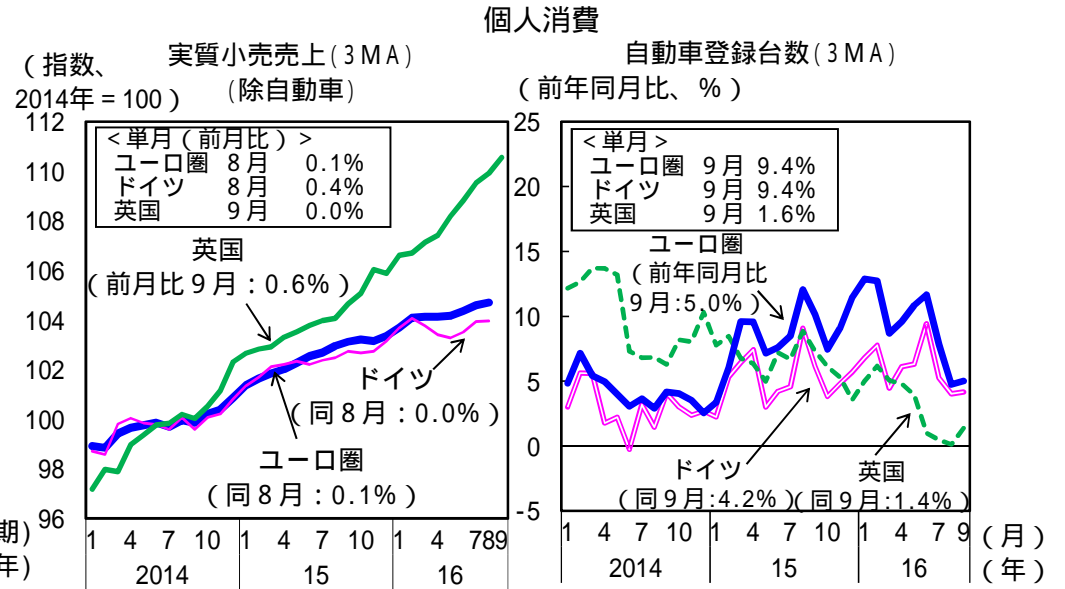 個人消費
実質小売売上(3MA)
(除自動車)
(指数、
2014年=100)
112
110
108
106
104
102
100
98
96
<単月(前月比)>
ユーロ圏 8月 0.1%
ドイツ 8月 0.4%
英国 9月 0.0%
英国
(前月比9月:0.6%)
ドイツ
(同8月:0.0%)
ユーロ圏
(同8月:0.1%)
期) 1 4 7 10 1 4 7 10 1 4 789
年) 2014 15 16
自動車登録台数(3MA)
(前年同月比、%)
25
20
15
10
5
0
-5
<単月>
ユーロ圏 9月 9.4%
ドイツ 9月 9.4%
英国 9月 1.6%
ユーロ圏
(前年同月比
9月:5.0%)
ドイツ
(同9月:4.2%)
英国
(同9月:1.4%)
1 4 7 10 1 4 7 10 1 4 7 9 (月)
2014 15 16 (年)